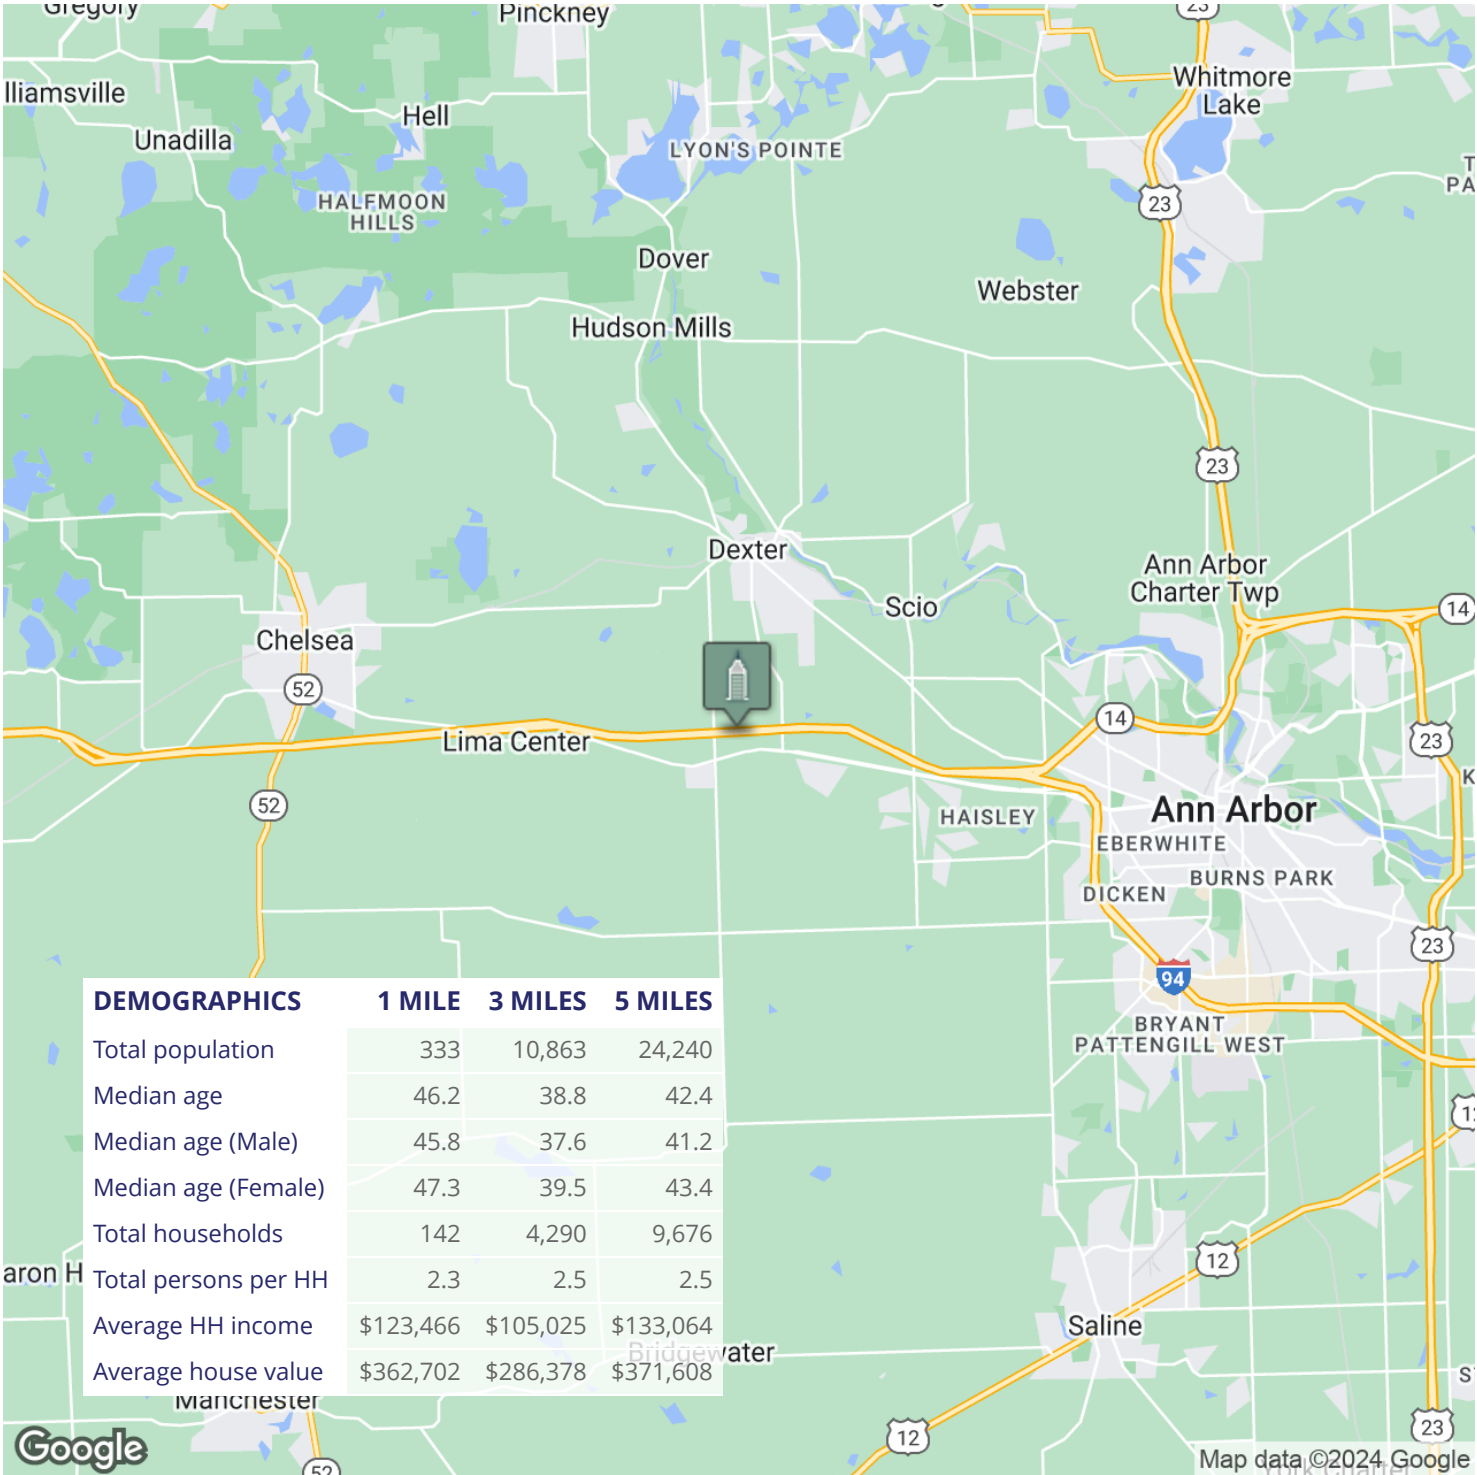 Gregory
Pinckney
23
Whitmore
Lake
lliamsville
Hell
Unadilla
LYON'S POINTE
T
PA
HALFMOON
HILLS
23
Dover
Webster
Hudson Mills
23
Dexter
Ann Arbor
Charter Twp
Scio
14
Chelsea
52
14
Lima Center
23
K
52
Ann Arbor
HAISLEY
EBERWHITE
BURNS PARK
DICKEN
23
94
BRYANT
PATTENGILL WEST
DEMOGRAPHICS 1 MILE 3 MILES 5 MILES
Total population 333 10,863 24,240
Median age 46.2 38.8 42.4
Median age (Male) 45.8 37.6 41.2
Median age (Female) 47.3 39.5 43.4
Total households 142 4,290 9,676
Total persons per HH 2.3 2.5 2.5
Average HH income $123,466 $105,025 $133,064
Average house value $362,702 $286,378 $371,608
12
aron H
12
Saline
Bridgewater
S
Manchester
12
23
52
Google
Map data ©2024 Google